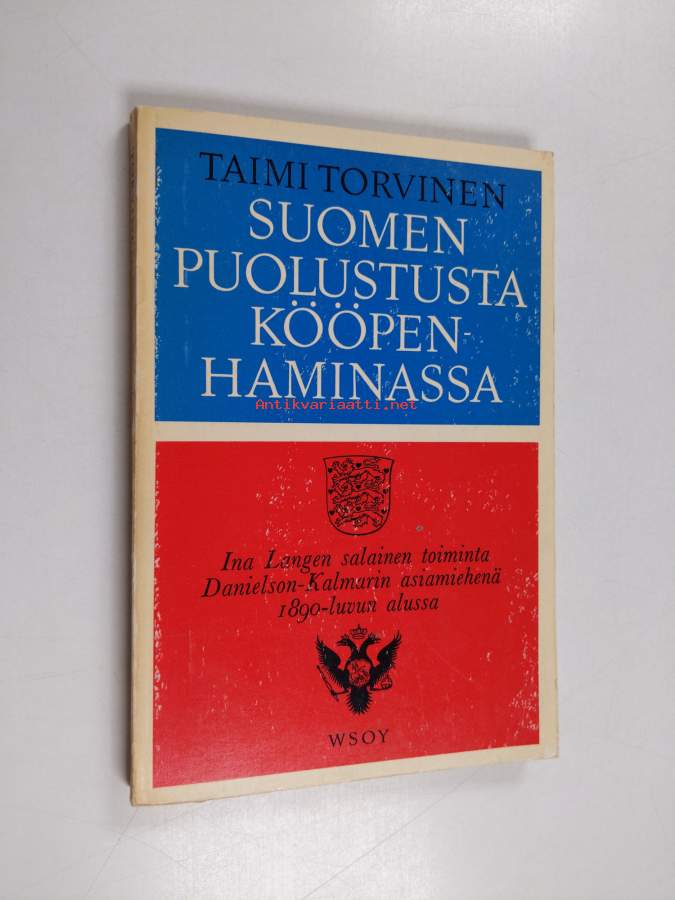 TAIMI TORVINEN
SUOMEN
PUOLUSTUSTA
KÖÖPEN-
HAMINASSA
Antikvariaatti.net
Ina Langen salainen toiminta
Danielson-Kalmarin asiamiehenä
1890-luvun alussa
WSOY